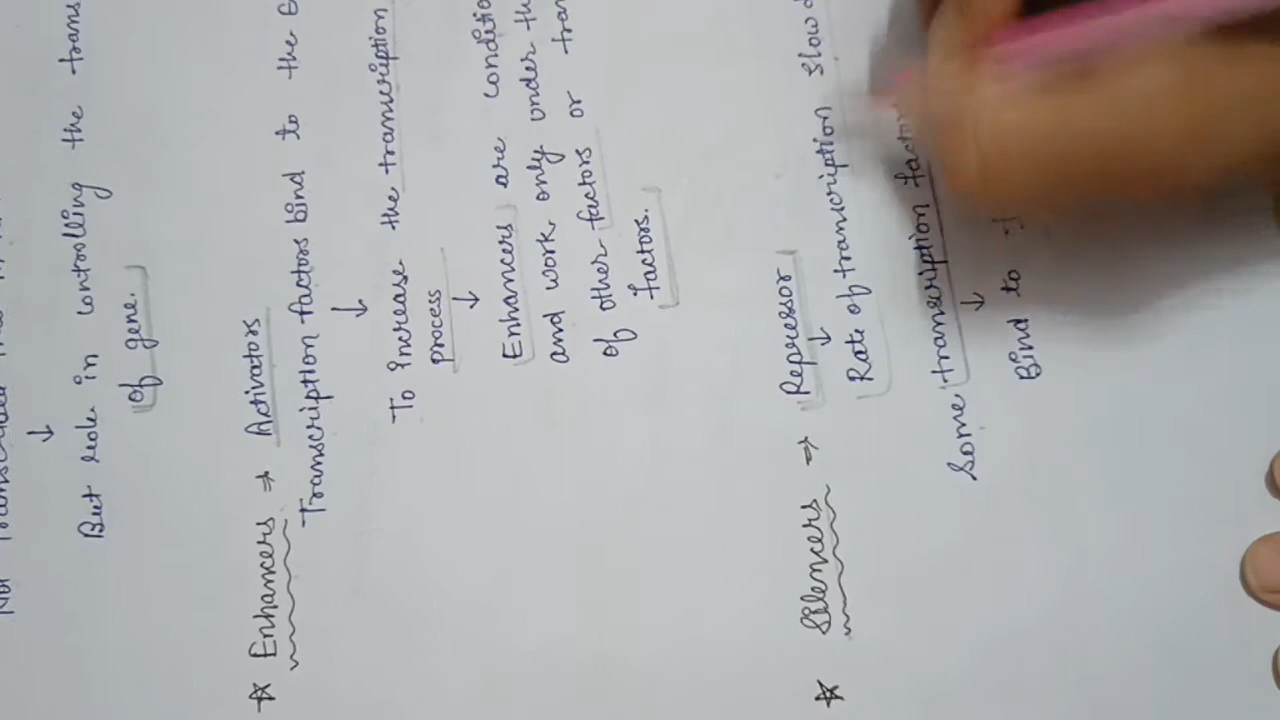 ↓
But role in controlling the trans
of gene.
☆ Enhancers ⇒ Activators
Transcription factors bind to the
↓
To increase the transcription
process
↓
Enhancers are conditio
and work only under th
of other factors or tran
factors.
☆ Silencers ⇒ Repressor
↓
Rate of transcription slow d
Some transcription factor
↓
Bind to